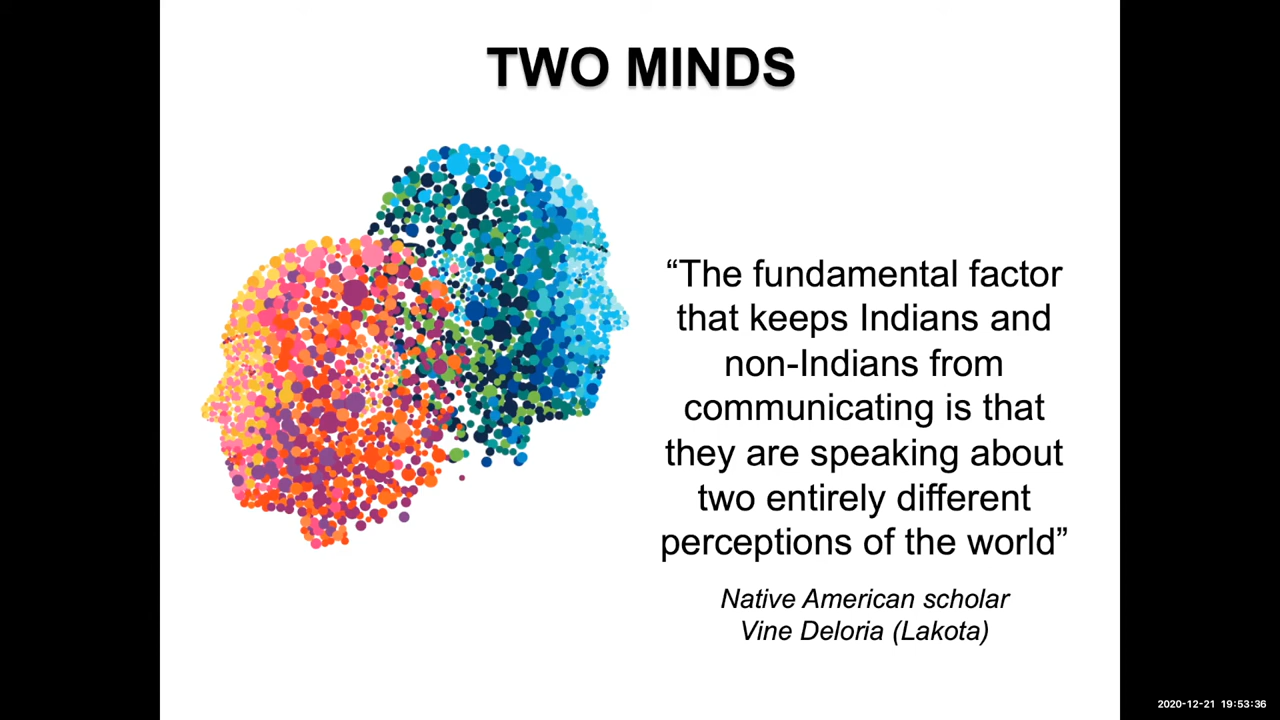 TWO MINDS
“The fundamental factor
that keeps Indians and
non-Indians from
communicating is that
they are speaking about
two entirely different
perceptions of the world”
Native American scholar
Vine Deloria (Lakota)
2020-12-21 19:53:36